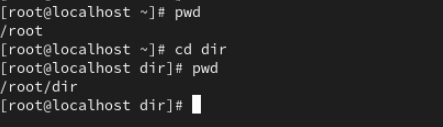 [root@localhost ~]# pwd
/root
[root@localhost ~]# cd dir
[root@localhost dir]# pwd
/root/dir
[root@localhost dir]#